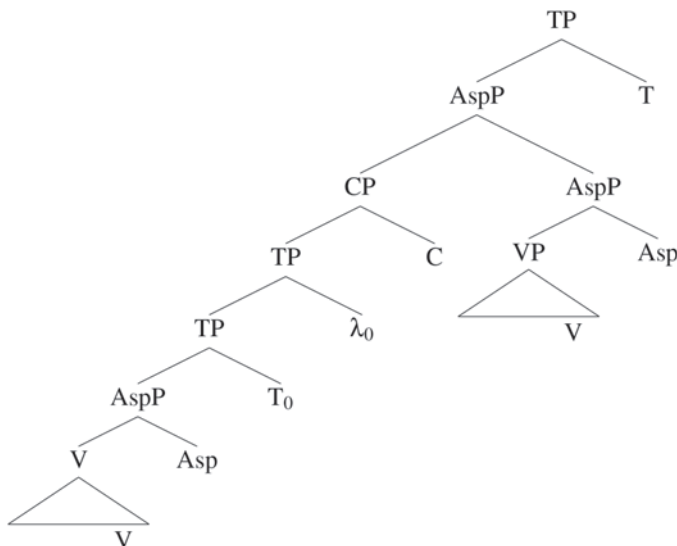 TP
AspP T
CP AspP
TP C VP Asp
TP λ0 V
AspP T0
V Asp
V